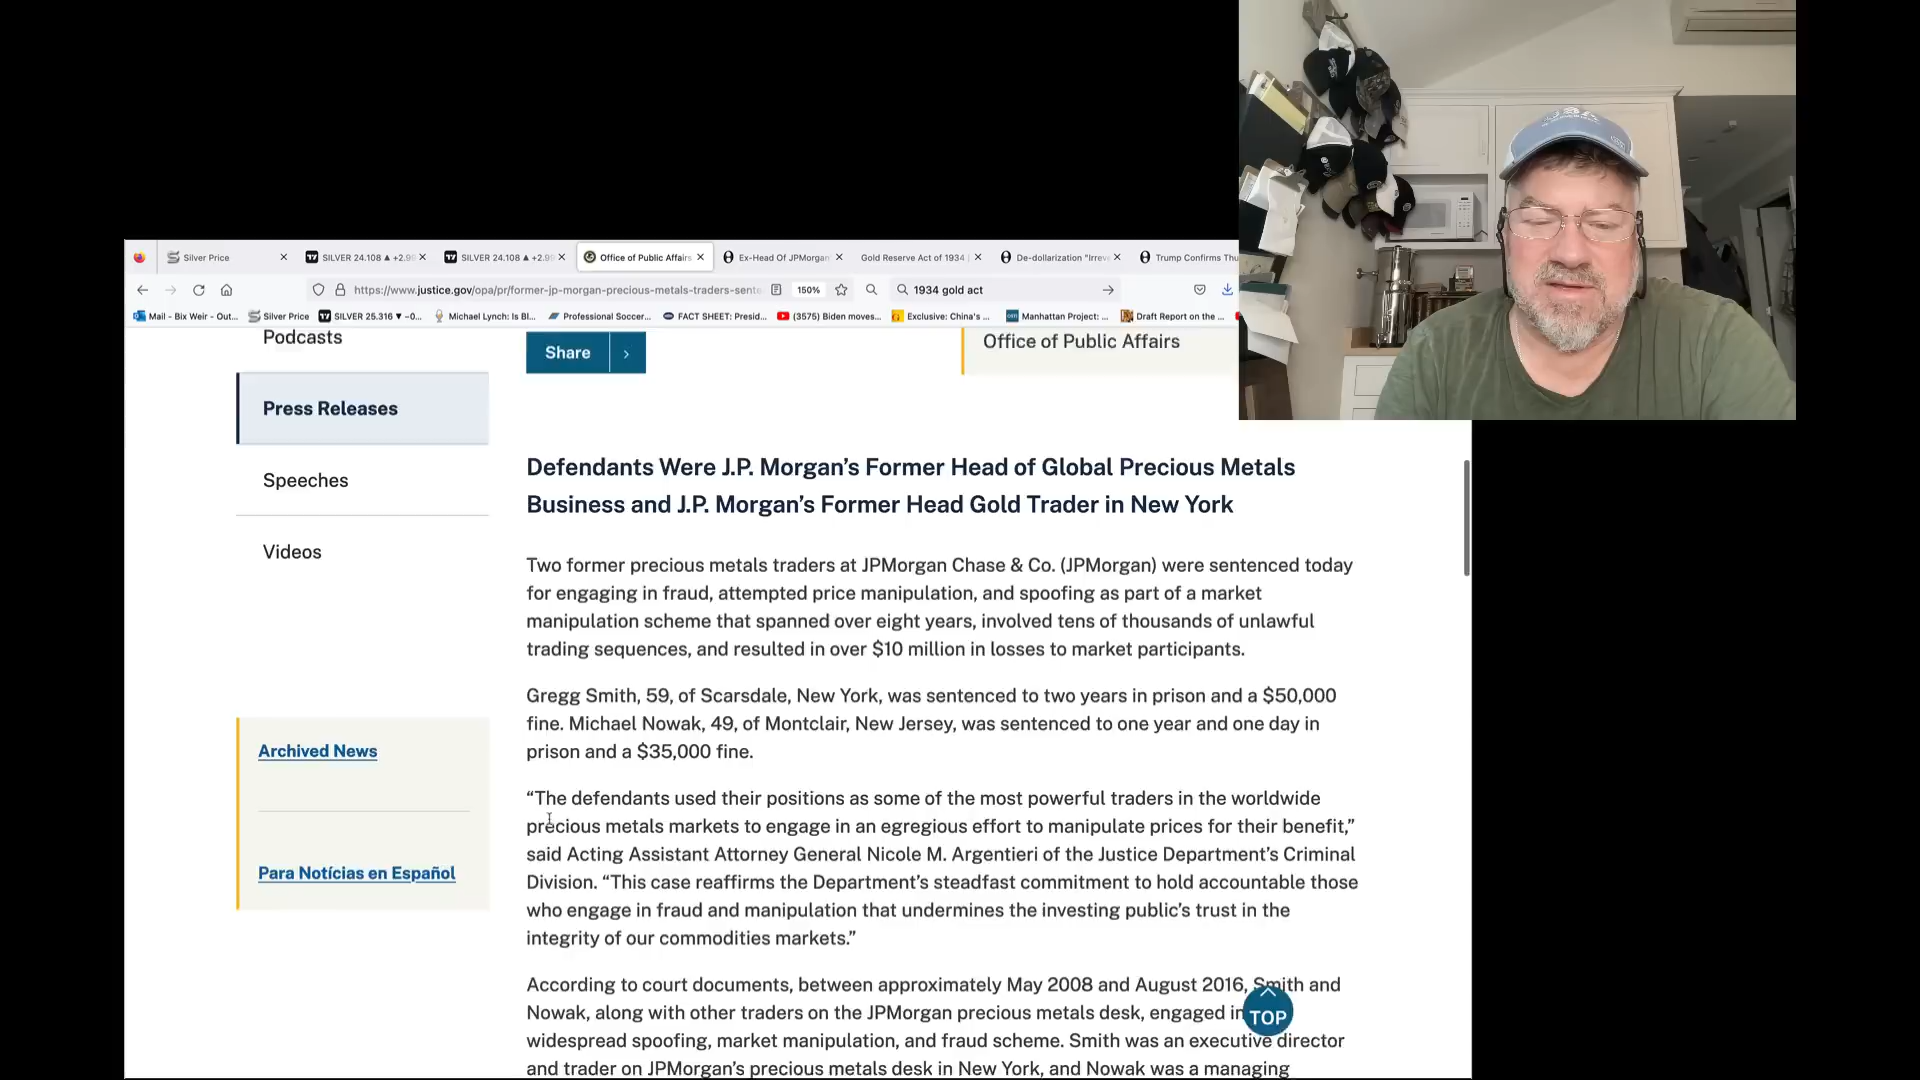 Silver Price
SILVER 24.108 ▲ +2.9
SILVER 24.108 ▲ +2.9
Office of Public Affairs
Ex-Head Of JPMorgan
Gold Reserve Act of 1934
De-dollarization "Irrev
Trump Confirms Thu
https://www.justice.gov/opa/pr/former-jp-morgan-precious-metals-traders-sente
150%
1934 gold act
Mail - Bix Weir - Out...
Silver Price
SILVER 25.316 ▼ −0...
Michael Lynch: Is Bl...
Professional Soccer...
FACT SHEET: Presid...
(3575) Biden moves...
Exclusive: China's ...
Manhattan Project: ...
Draft Report on the ...
Podcasts
Press Releases
Speeches
Videos
Archived News
Para Notícias en Español
Share
Office of Public Affairs
Defendants Were J.P. Morgan’s Former Head of Global Precious Metals
Business and J.P. Morgan’s Former Head Gold Trader in New York
Two former precious metals traders at JPMorgan Chase & Co. (JPMorgan) were sentenced today
for engaging in fraud, attempted price manipulation, and spoofing as part of a market
manipulation scheme that spanned over eight years, involved tens of thousands of unlawful
trading sequences, and resulted in over $10 million in losses to market participants.
Gregg Smith, 59, of Scarsdale, New York, was sentenced to two years in prison and a $50,000
fine. Michael Nowak, 49, of Montclair, New Jersey, was sentenced to one year and one day in
prison and a $35,000 fine.
“The defendants used their positions as some of the most powerful traders in the worldwide
precious metals markets to engage in an egregious effort to manipulate prices for their benefit,”
said Acting Assistant Attorney General Nicole M. Argentieri of the Justice Department’s Criminal
Division. “This case reaffirms the Department’s steadfast commitment to hold accountable those
who engage in fraud and manipulation that undermines the investing public’s trust in the
integrity of our commodities markets.”
According to court documents, between approximately May 2008 and August 2016, Smith and
Nowak, along with other traders on the JPMorgan precious metals desk, engaged in
widespread spoofing, market manipulation, and fraud scheme. Smith was an executive director
and trader on JPMorgan’s precious metals desk in New York, and Nowak was a managing
TOP